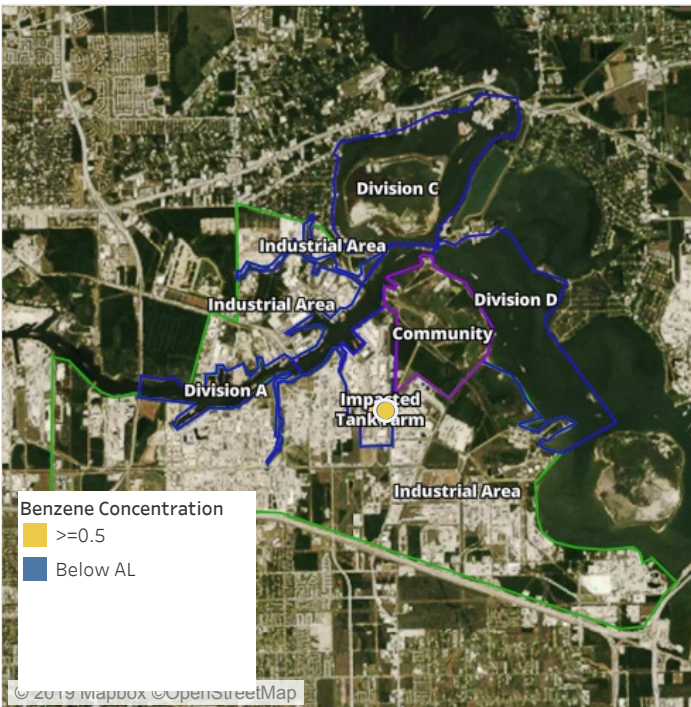 Division C
Industrial Area
Industrial Area
Division D
Community
Division A
Impacted
Tank Farm
Industrial Area
Benzene Concentration
>=0.5
Below AL
© 2019 Mapbox ©OpenStreetMap